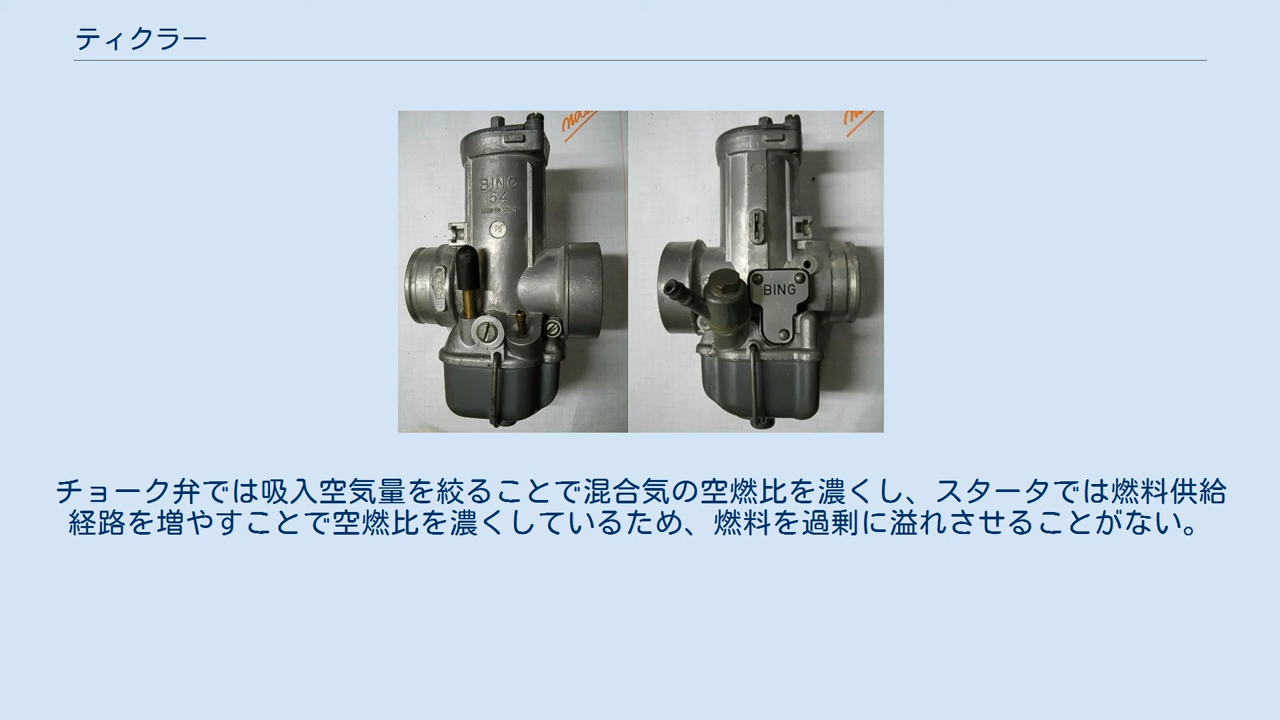 ティクラー
BING
54
BING
チョーク弁では吸入空気量を絞ることで混合気の空燃比を濃くし、スタータでは燃料供給
経路を増やすことで空燃比を濃くしているため、燃料を過剰に溢れさせることがない。